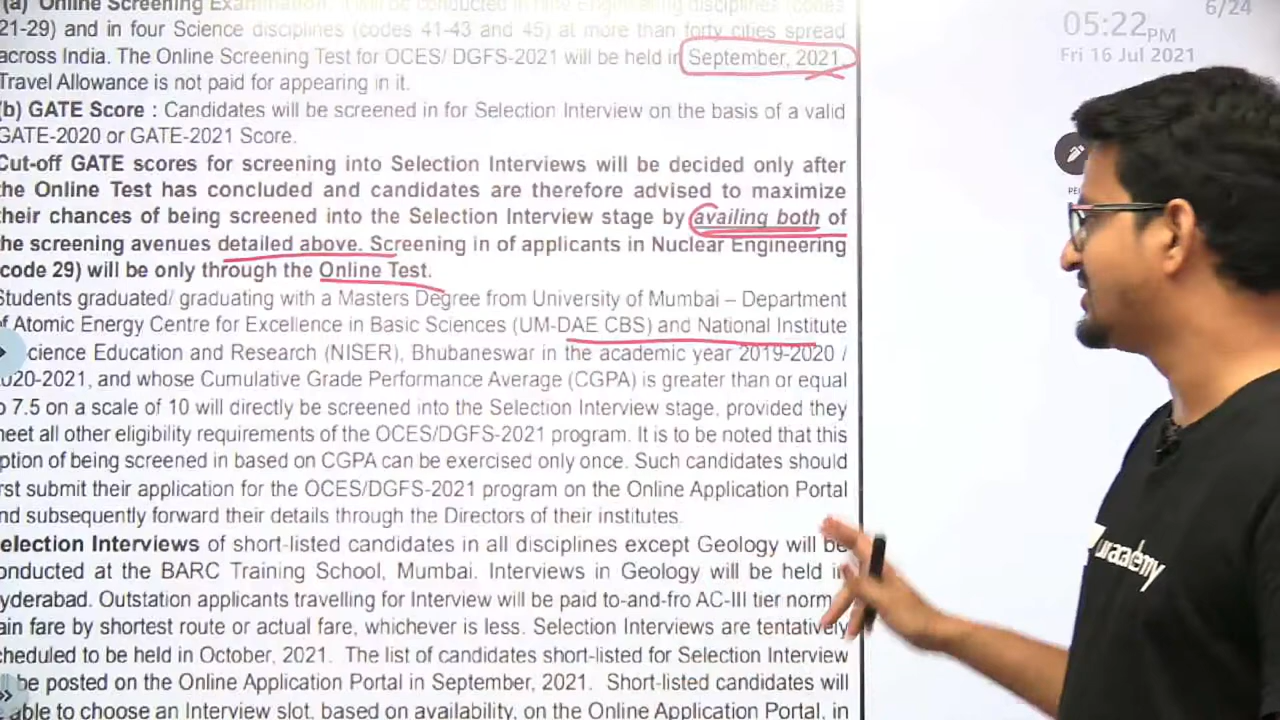 (a) Online Screening Examination: It will be conducted in nine Engineering disciplines (codes
21-29) and in four Science disciplines (codes 41-43 and 45) at more than forty cities spread
across India. The Online Screening Test for OCES/ DGFS-2021 will be held in September, 2021.
Travel Allowance is not paid for appearing in it.
(b) GATE Score : Candidates will be screened in for Selection Interview on the basis of a valid
GATE-2020 or GATE-2021 Score.
Cut-off GATE scores for screening into Selection Interviews will be decided only after
the Online Test has concluded and candidates are therefore advised to maximize
their chances of being screened into the Selection Interview stage by availing both of
the screening avenues detailed above. Screening in of applicants in Nuclear Engineering
(code 29) will be only through the Online Test.
Students graduated/ graduating with a Masters Degree from University of Mumbai – Department
of Atomic Energy Centre for Excellence in Basic Sciences (UM-DAE CBS) and National Institute
cience Education and Research (NISER), Bhubaneswar in the academic year 2019-2020 /
020-2021, and whose Cumulative Grade Performance Average (CGPA) is greater than or equal
o 7.5 on a scale of 10 will directly be screened into the Selection Interview stage, provided they
eet all other eligibility requirements of the OCES/DGFS-2021 program. It is to be noted that this
ption of being screened in based on CGPA can be exercised only once. Such candidates should
rst submit their application for the OCES/DGFS-2021 program on the Online Application Portal
nd subsequently forward their details through the Directors of their institutes.
election Interviews of short-listed candidates in all disciplines except Geology will be
onducted at the BARC Training School, Mumbai. Interviews in Geology will be held in
yderabad. Outstation applicants travelling for Interview will be paid to-and-fro AC-III tier norm
ain fare by shortest route or actual fare, whichever is less. Selection Interviews are tentatively
cheduled to be held in October, 2021. The list of candidates short-listed for Selection Interview
be posted on the Online Application Portal in September, 2021. Short-listed candidates will
able to choose an Interview slot, based on availability, on the Online Application Portal, in
6/24
05:22 PM
Fri 16 Jul 2021
unacademy